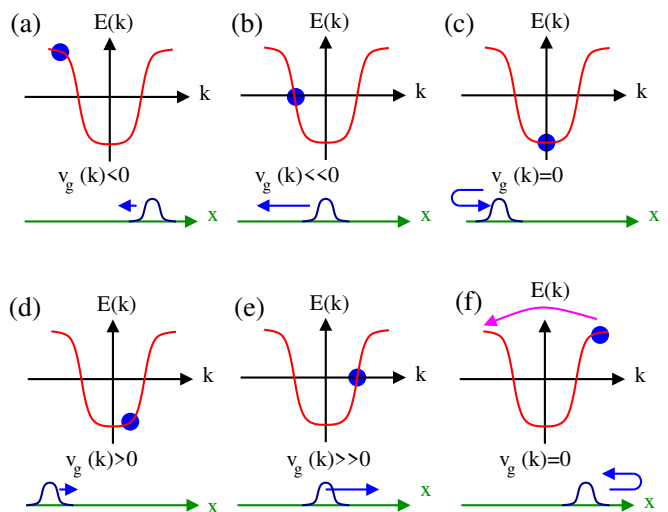 (a) E(k)
k
v_g (k)<0
x
(b) E(k)
k
v_g (k)<<0
x
(c) E(k)
k
v_g (k)=0
x
(d) E(k)
k
v_g (k)>0
x
(e) E(k)
k
v_g (k)>>0
x
(f) E(k)
k
v_g (k)=0
x